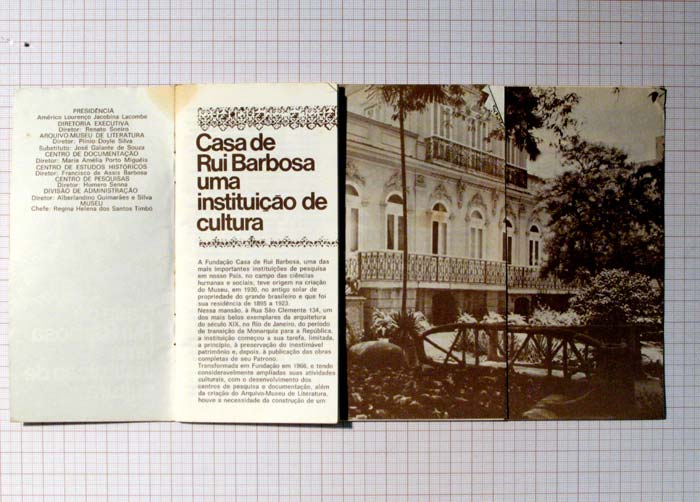 PRESIDÊNCIA
Américo Lourenço Jacobina Lacombe
DIRETORIA EXECUTIVA
Diretor: Renato Soeiro
ARQUIVO-MUSEU DE LITERATURA
Diretor: Plínio Doyle Silva
Substituto: José Galante de Souza
CENTRO DE DOCUMENTAÇÃO
Diretor: Maria Amélia Porto Migueis
CENTRO DE ESTUDOS HISTÓRICOS
Diretor: Francisco de Assis Barbosa
CENTRO DE PESQUISAS
Diretor: Homero Senna
DIVISÃO DE ADMINISTRAÇÃO
Diretor: Alberlandino Guimarães e Silva
MUSEU
Chefe: Regina Helena dos Santos Timbó
Casa de
Rui Barbosa
uma
instituição de
cultura
A Fundação Casa de Rui Barbosa, uma das
mais importantes instituições de pesquisa
em nosso País, no campo das ciências
humanas e sociais, teve origem na criação
do Museu, em 1930, no antigo solar de
propriedade do grande brasileiro e que foi
sua residência de 1895 a 1923.
Nessa mansão, à Rua São Clemente 134, um
dos mais belos exemplares da arquitetura
do século XIX, no Rio de Janeiro, do período
de transição da Monarquia para a República,
a instituição começou a sua tarefa, limitada,
a princípio, à preservação do inestimável
patrimônio e, depois, à publicação das obras
completas de seu Patrono.
Transformada em Fundação em 1966, e tendo
consideravelmente ampliadas suas atividades
culturais, com o desenvolvimento dos
centros de pesquisa e documentação, além
da criação do Arquivo-Museu de Literatura,
houve a necessidade da construção de um